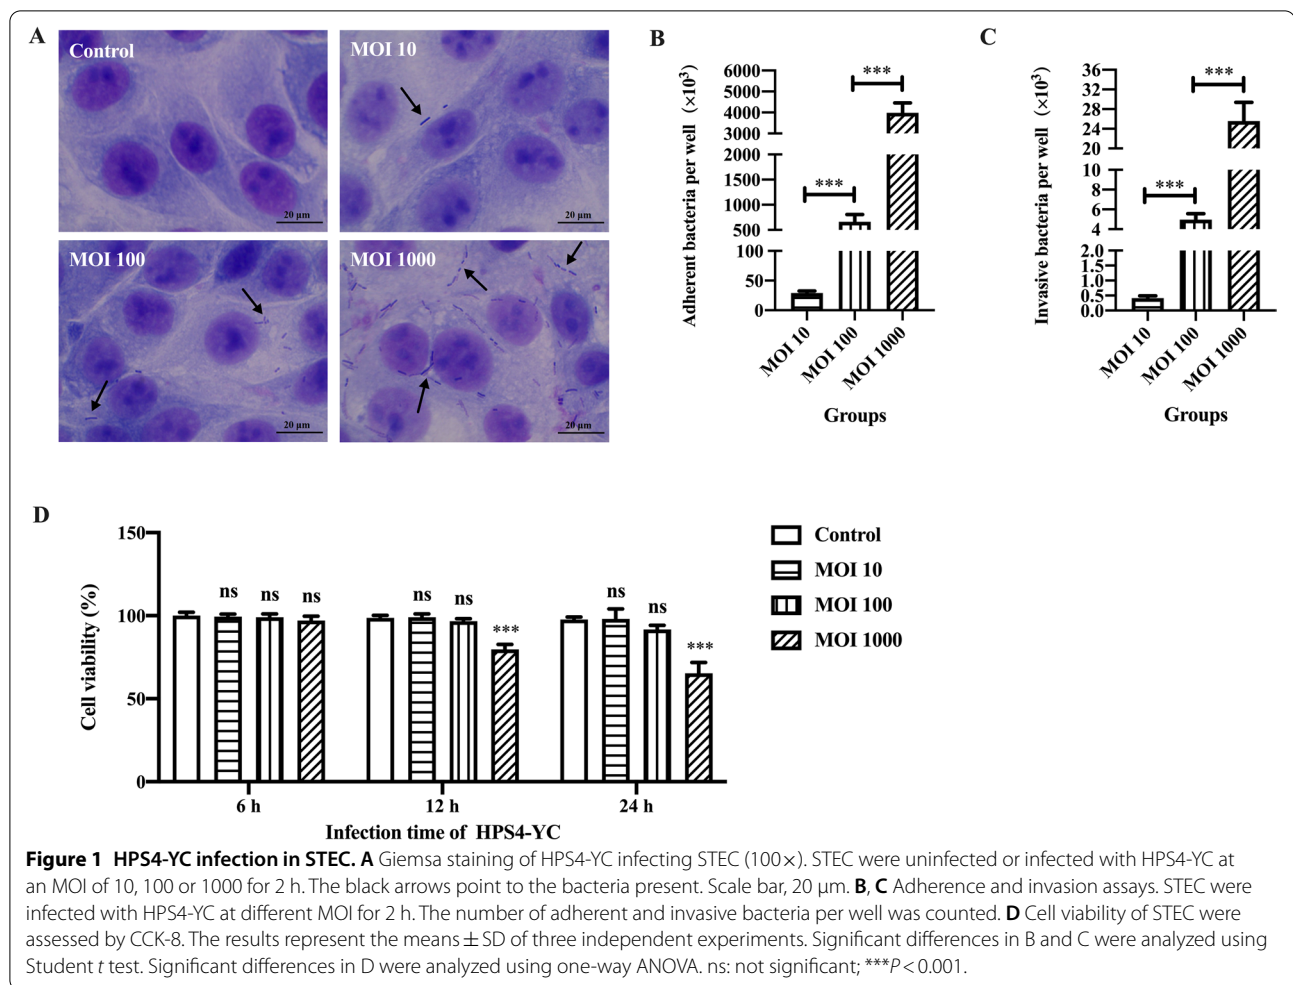 A
Control
20 µm
MOI 10
20 µm
MOI 100
20 µm
MOI 1000
20 µm
B
Adherent bacteria per well (×10³)
6000
5000
4000
3000
2000
1500
1000
500
100
50
0
***
***
MOI 10
MOI 100
MOI 1000
Groups
C
Invasive bacteria per well (×10³)
36
32
28
24
20
10
8
6
4
2.0
1.5
1.0
0.5
0.0
***
***
MOI 10
MOI 100
MOI 1000
Groups
D
Cell viability (%)
150
100
50
0
ns ns ns
ns ns ***
ns ns ***
6 h 12 h 24 h
Infection time of HPS4-YC
Control
MOI 10
MOI 100
MOI 1000
Figure 1 HPS4-YC infection in STEC. A Giemsa staining of HPS4-YC infecting STEC (100×). STEC were uninfected or infected with HPS4-YC at
an MOI of 10, 100 or 1000 for 2 h. The black arrows point to the bacteria present. Scale bar, 20 µm. B, C Adherence and invasion assays. STEC were
infected with HPS4-YC at different MOI for 2 h. The number of adherent and invasive bacteria per well was counted. D Cell viability of STEC were
assessed by CCK-8. The results represent the means ± SD of three independent experiments. Significant differences in B and C were analyzed using
Student t test. Significant differences in D were analyzed using one-way ANOVA. ns: not significant; ***P < 0.001.